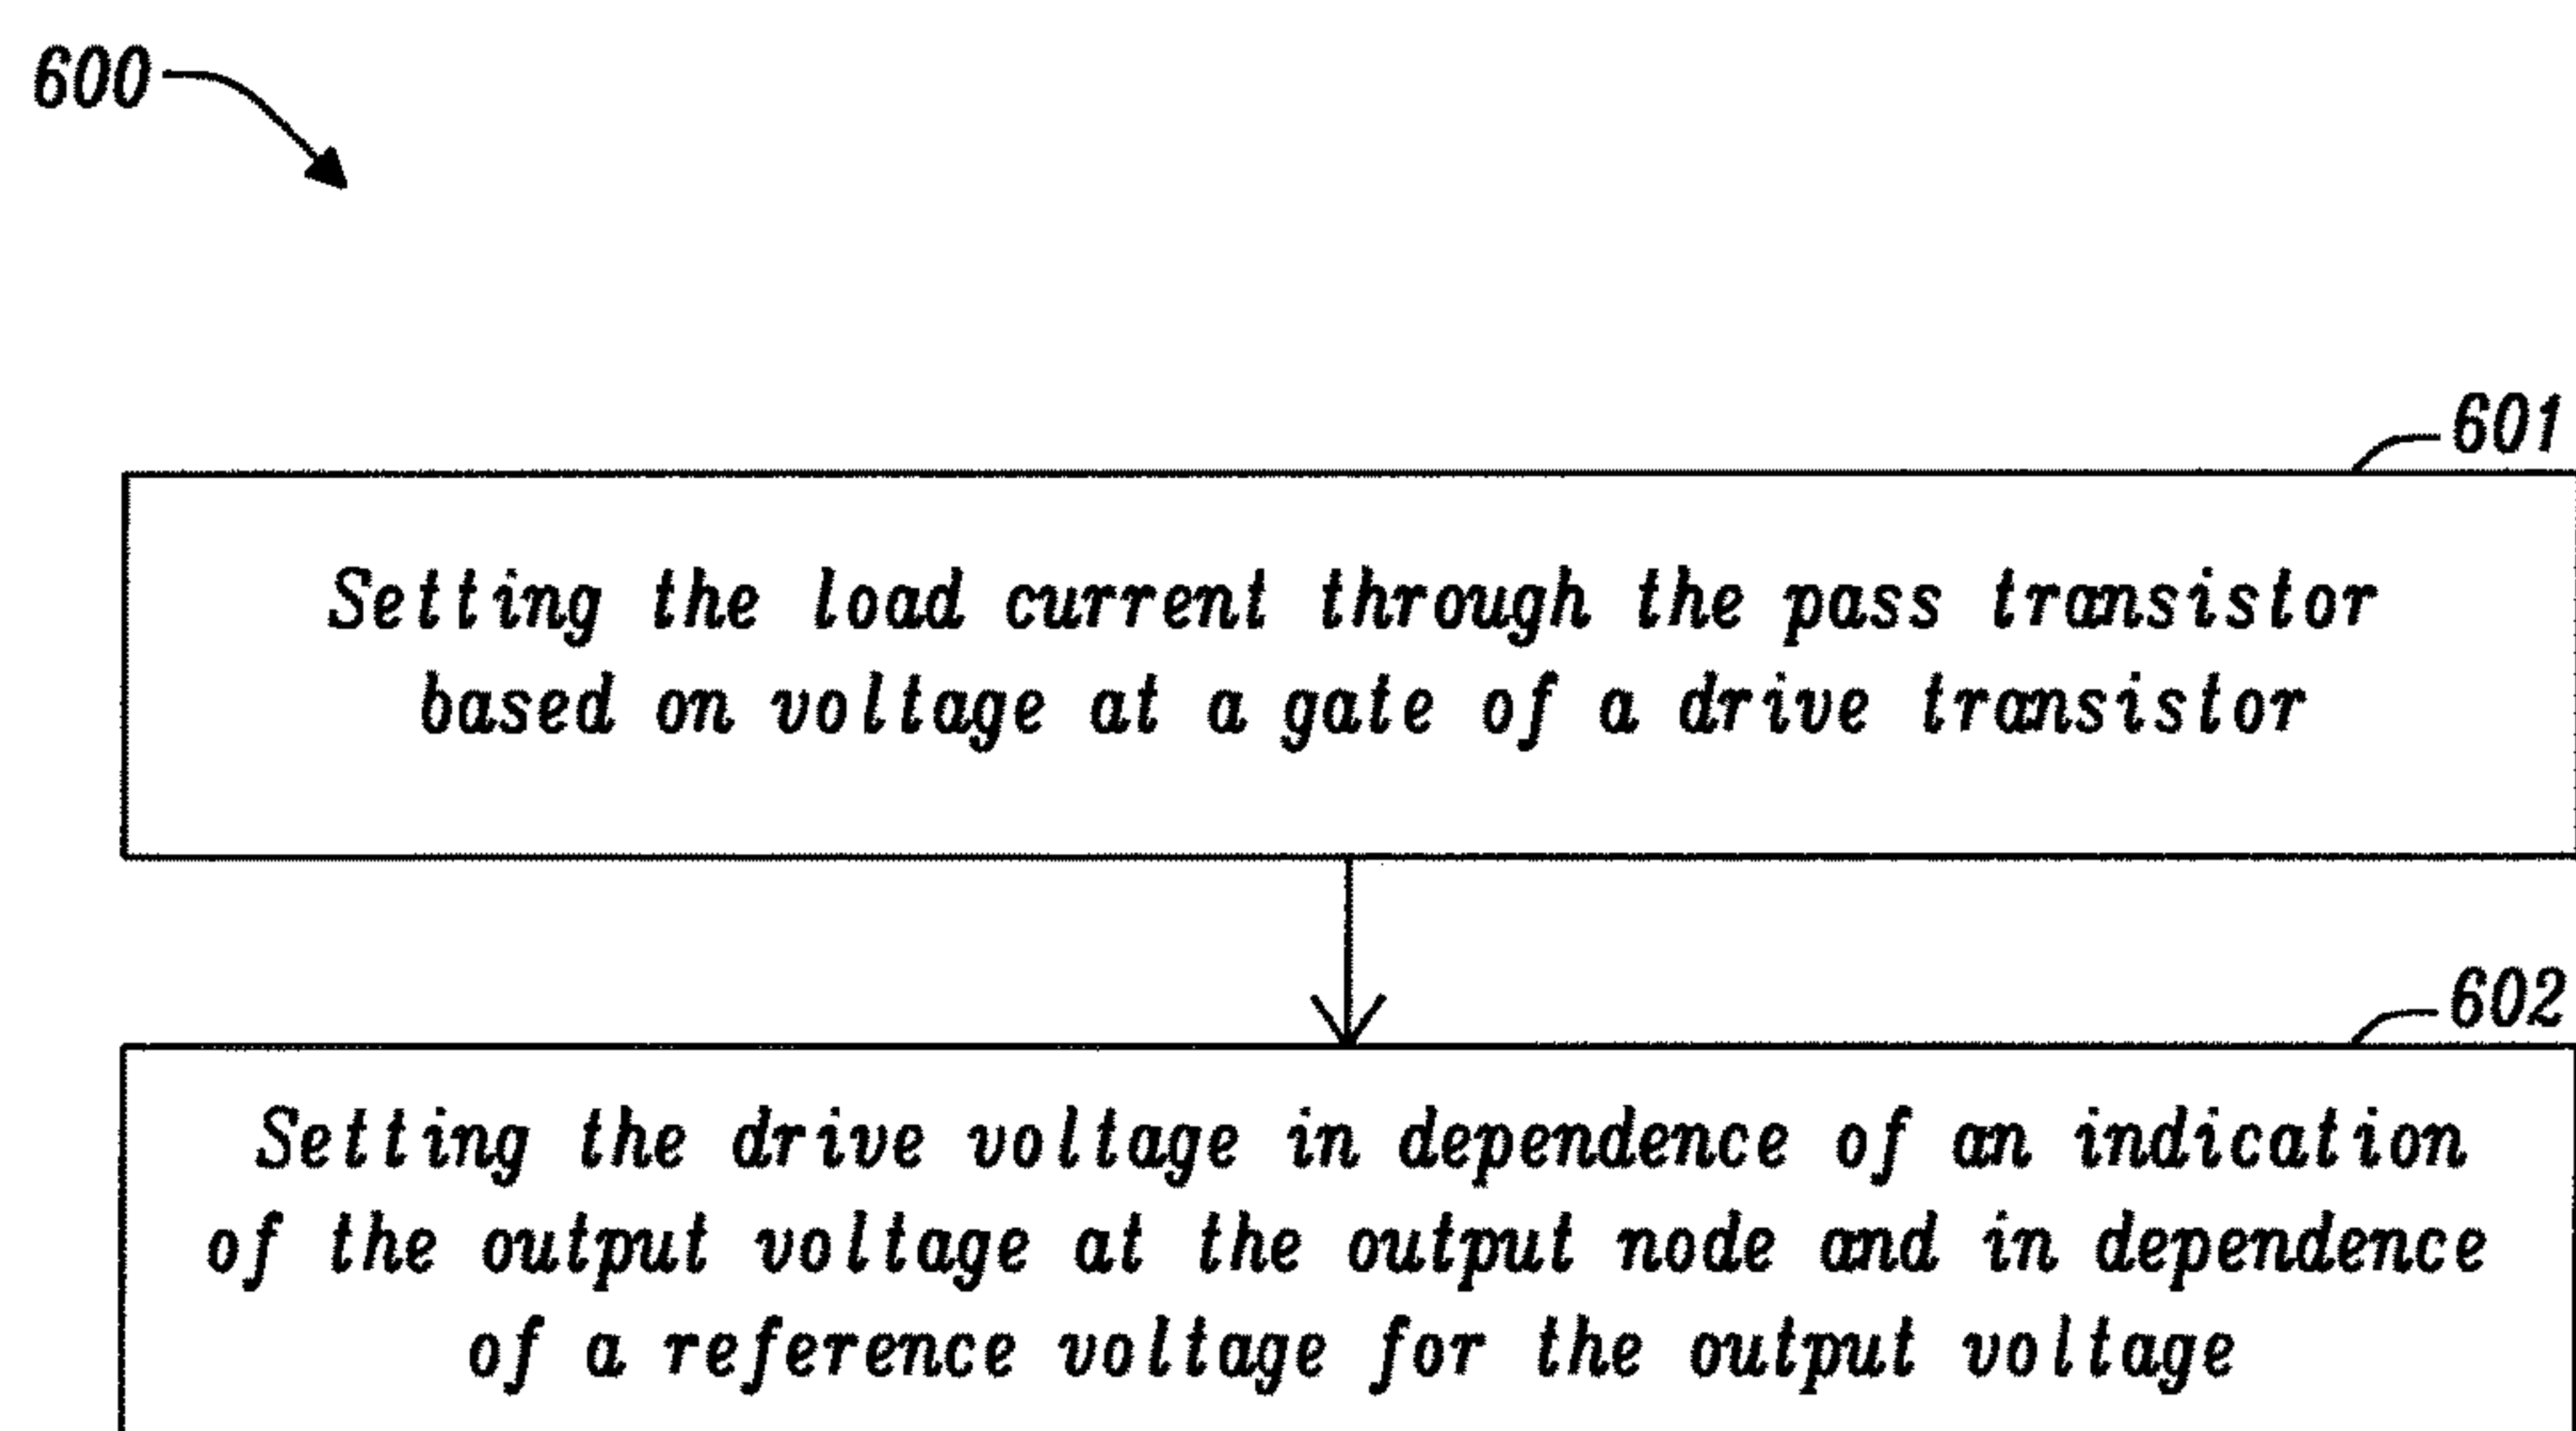 600
601
Setting the load current through the pass transistor
based on voltage at a gate of a drive transistor
602
Setting the drive voltage in dependence of an indication
of the output voltage at the output node and in dependence
of a reference voltage for the output voltage